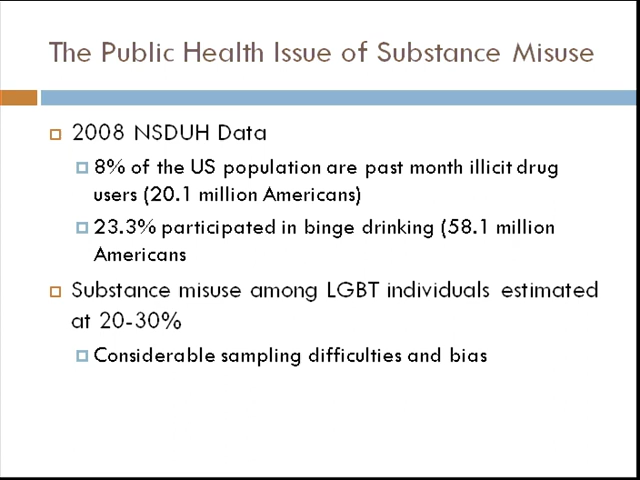 The Public Health Issue of Substance Misuse
2008 NSDUH Data
8% of the US population are past month illicit drug
users (20.1 million Americans)
23.3% participated in binge drinking (58.1 million
Americans
Substance misuse among LGBT individuals estimated
at 20-30%
Considerable sampling difficulties and bias